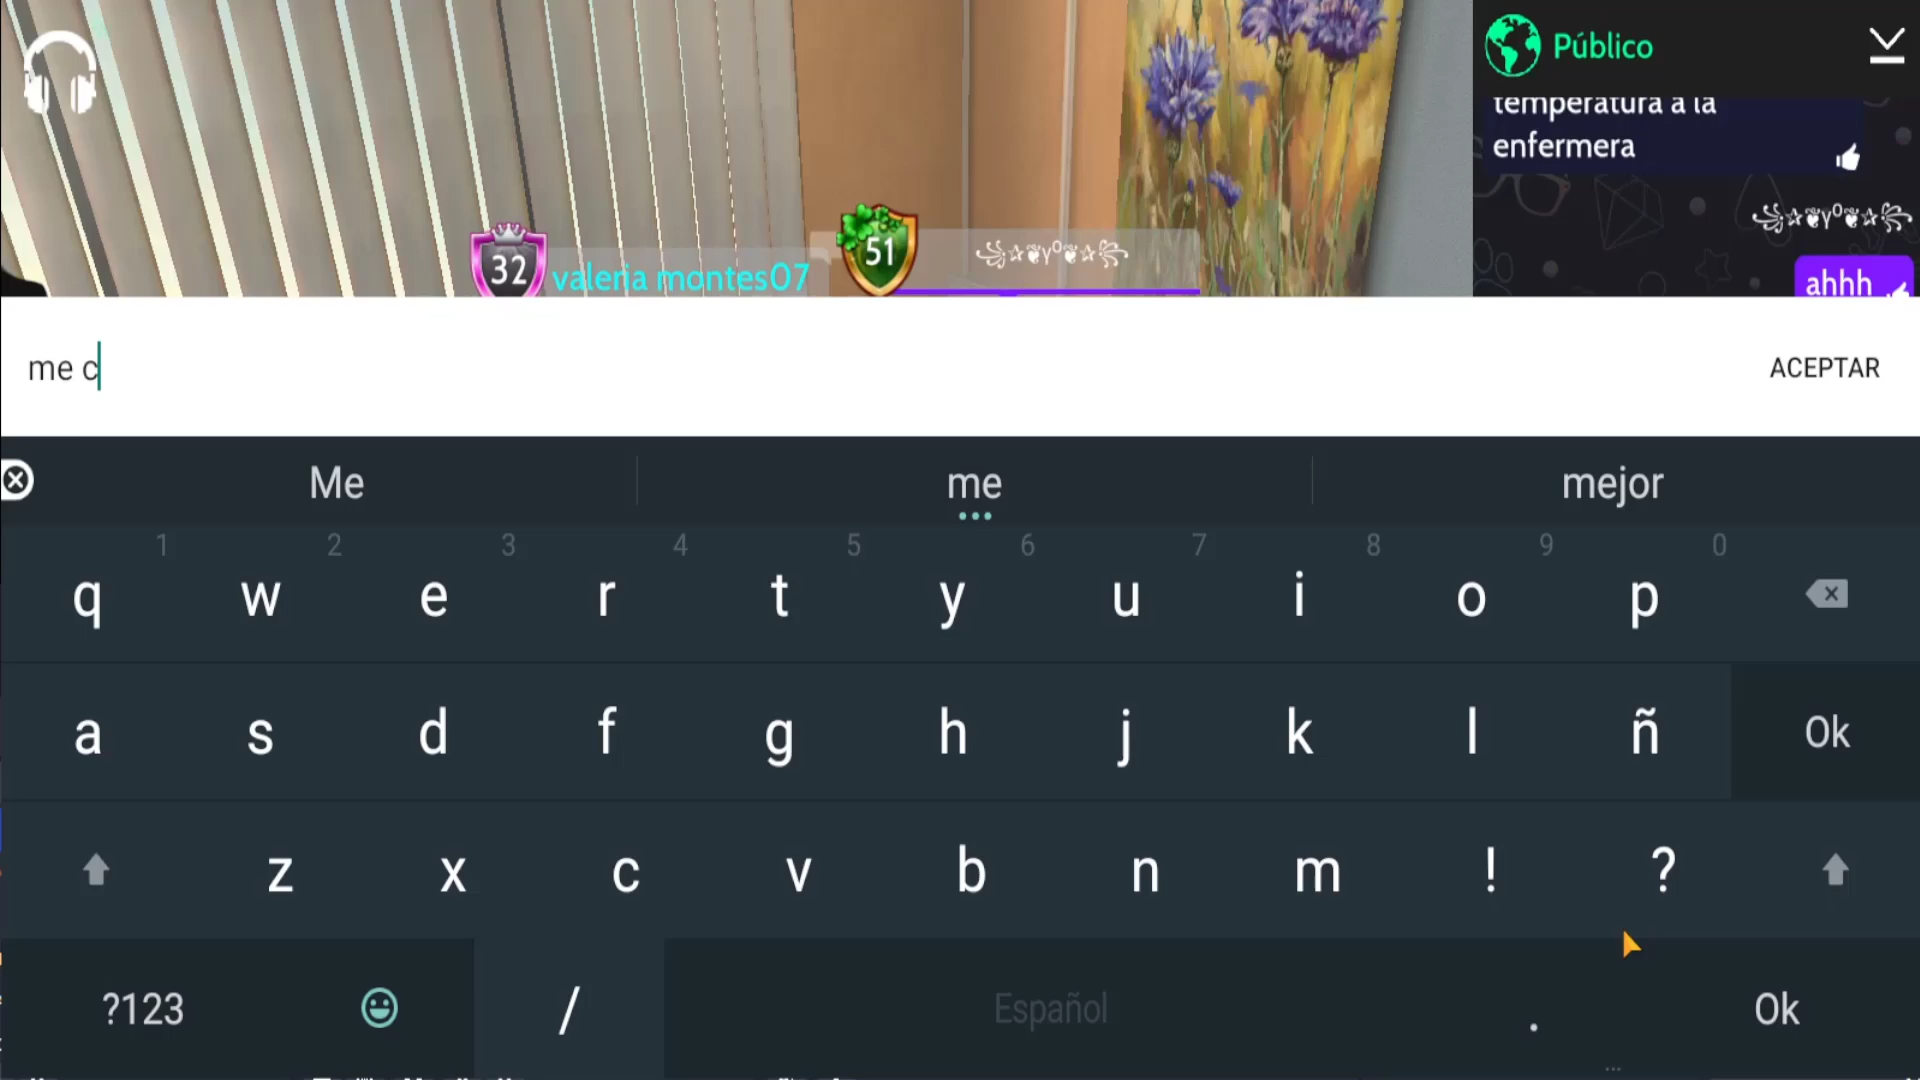 Público
temperatura a la
enfermera
ahhh
32 valeria montes07
51
me c
ACEPTAR
Me me mejor
1 2 3 4 5 6 7 8 9 0
q w e r t y u i o p
a s d f g h j k l ñ Ok
z x c v b n m ! ?
?123 / Español . Ok